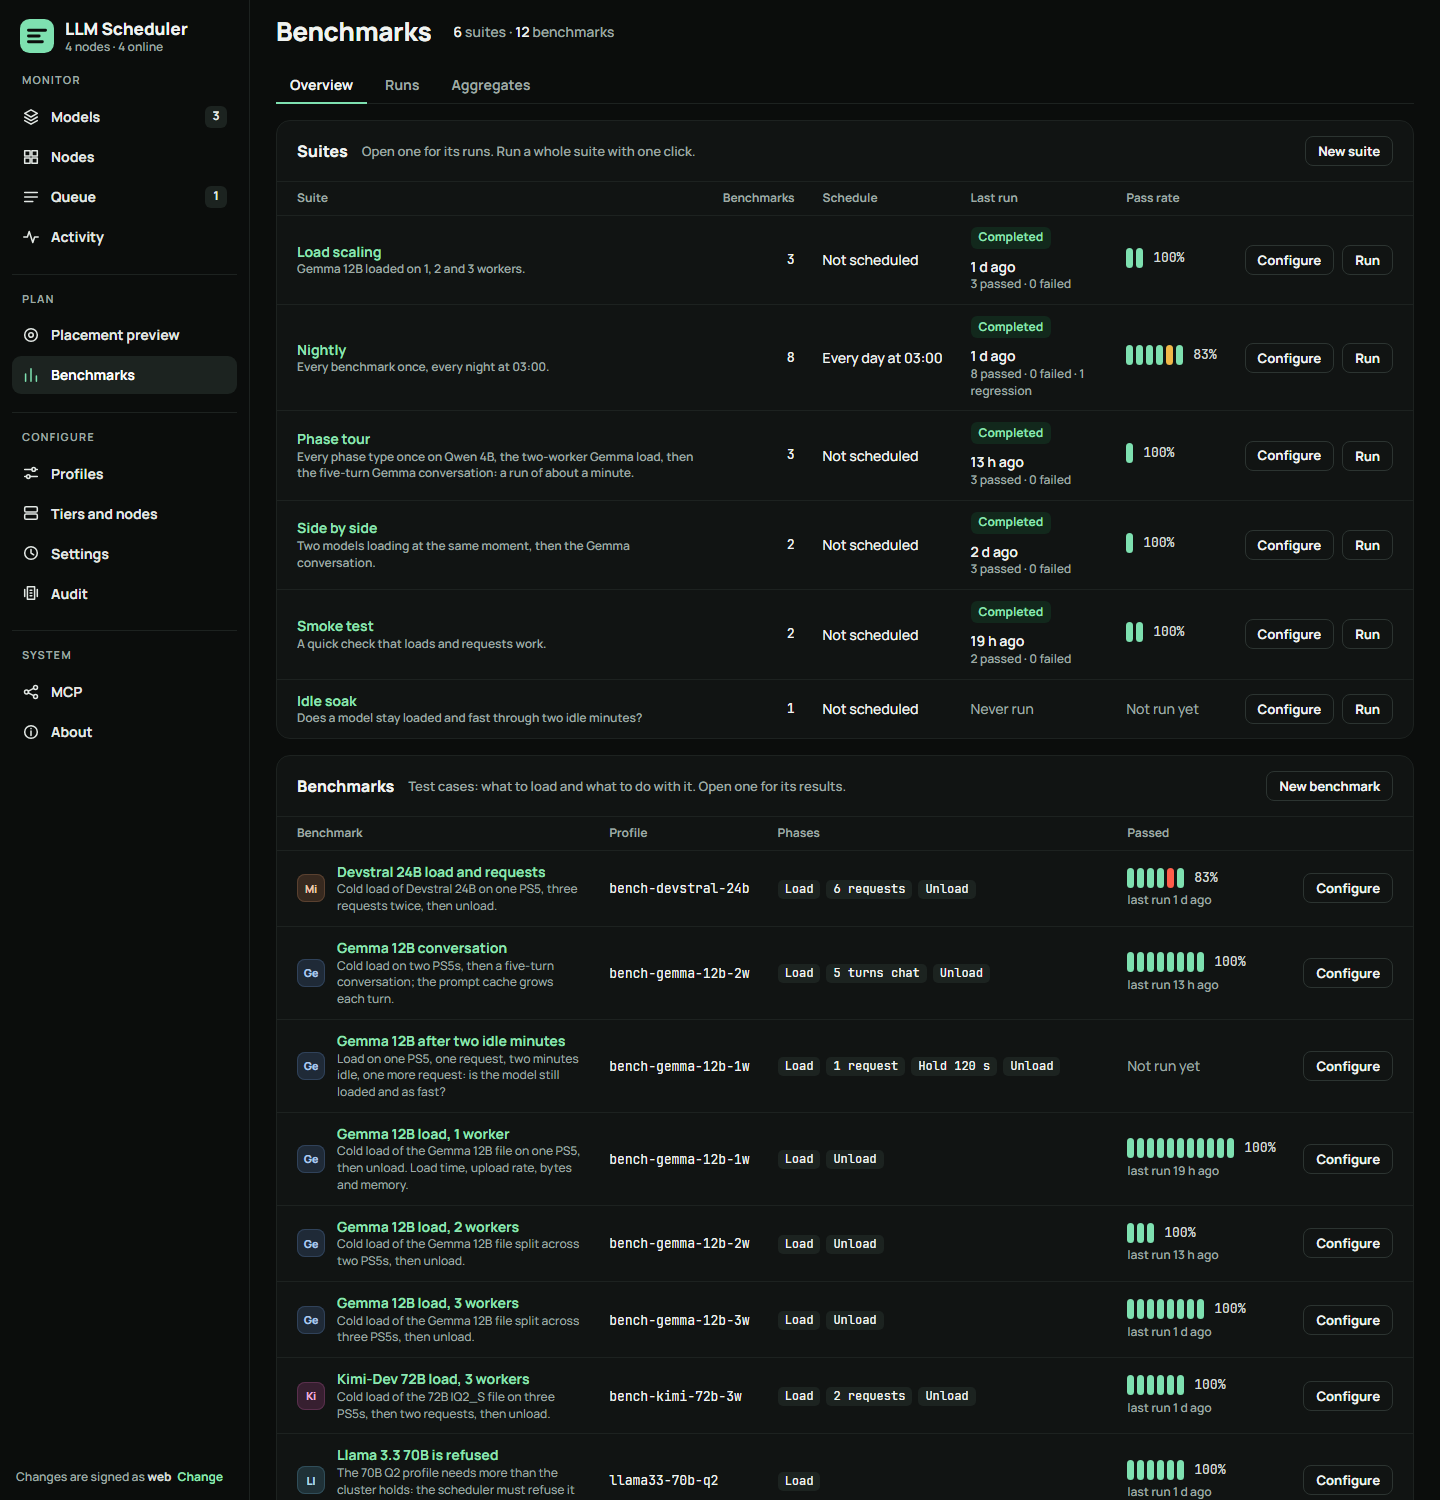 LLM Scheduler
4 nodes · 4 online
MONITOR
Models 3
Nodes
Queue 1
Activity
PLAN
Placement preview
Benchmarks
CONFIGURE
Profiles
Tiers and nodes
Settings
Audit
SYSTEM
MCP
About
Changes are signed as web Change
Benchmarks 6 suites · 12 benchmarks
Overview Runs Aggregates
Suites Open one for its runs. Run a whole suite with one click. New suite
Suite Benchmarks Schedule Last run Pass rate
Load scaling
Gemma 12B loaded on 1, 2 and 3 workers.
3 Not scheduled
Completed
1 d ago
3 passed · 0 failed
100% Configure Run
Nightly
Every benchmark once, every night at 03:00.
8 Every day at 03:00
Completed
1 d ago
8 passed · 0 failed · 1
regression
83% Configure Run
Phase tour
Every phase type once on Qwen 4B, the two-worker Gemma load, then
the five-turn Gemma conversation: a run of about a minute.
3 Not scheduled
Completed
13 h ago
3 passed · 0 failed
100% Configure Run
Side by side
Two models loading at the same moment, then the Gemma
conversation.
2 Not scheduled
Completed
2 d ago
3 passed · 0 failed
100% Configure Run
Smoke test
A quick check that loads and requests work.
2 Not scheduled
Completed
19 h ago
2 passed · 0 failed
100% Configure Run
Idle soak
Does a model stay loaded and fast through two idle minutes?
1 Not scheduled Never run Not run yet Configure Run
Benchmarks Test cases: what to load and what to do with it. Open one for its results. New benchmark
Benchmark Profile Phases Passed
Mi
Devstral 24B load and requests
Cold load of Devstral 24B on one PS5, three
requests twice, then unload.
bench-devstral-24b Load 6 requests Unload
83%
last run 1 d ago
Configure
Ge
Gemma 12B conversation
Cold load on two PS5s, then a five-turn
conversation; the prompt cache grows
each turn.
bench-gemma-12b-2w Load 5 turns chat Unload
100%
last run 13 h ago
Configure
Ge
Gemma 12B after two idle minutes
Load on one PS5, one request, two minutes
idle, one more request: is the model still
loaded and as fast?
bench-gemma-12b-1w Load 1 request Hold 120 s Unload
Not run yet
Configure
Ge
Gemma 12B load, 1 worker
Cold load of the Gemma 12B file on one PS5,
then unload. Load time, upload rate, bytes
and memory.
bench-gemma-12b-1w Load Unload
100%
last run 19 h ago
Configure
Ge
Gemma 12B load, 2 workers
Cold load of the Gemma 12B file split across
two PS5s, then unload.
bench-gemma-12b-2w Load Unload
100%
last run 13 h ago
Configure
Ge
Gemma 12B load, 3 workers
Cold load of the Gemma 12B file split across
three PS5s, then unload.
bench-gemma-12b-3w Load Unload
100%
last run 1 d ago
Configure
Ki
Kimi-Dev 72B load, 3 workers
Cold load of the 72B IQ2_S file on three
PS5s, then two requests, then unload.
bench-kimi-72b-3w Load 2 requests Unload
100%
last run 1 d ago
Configure
Ll
Llama 3.3 70B is refused
The 70B Q2 profile needs more than the
cluster holds: the scheduler must refuse it
llama33-70b-q2 Load
100%
last run 1 d ago
Configure